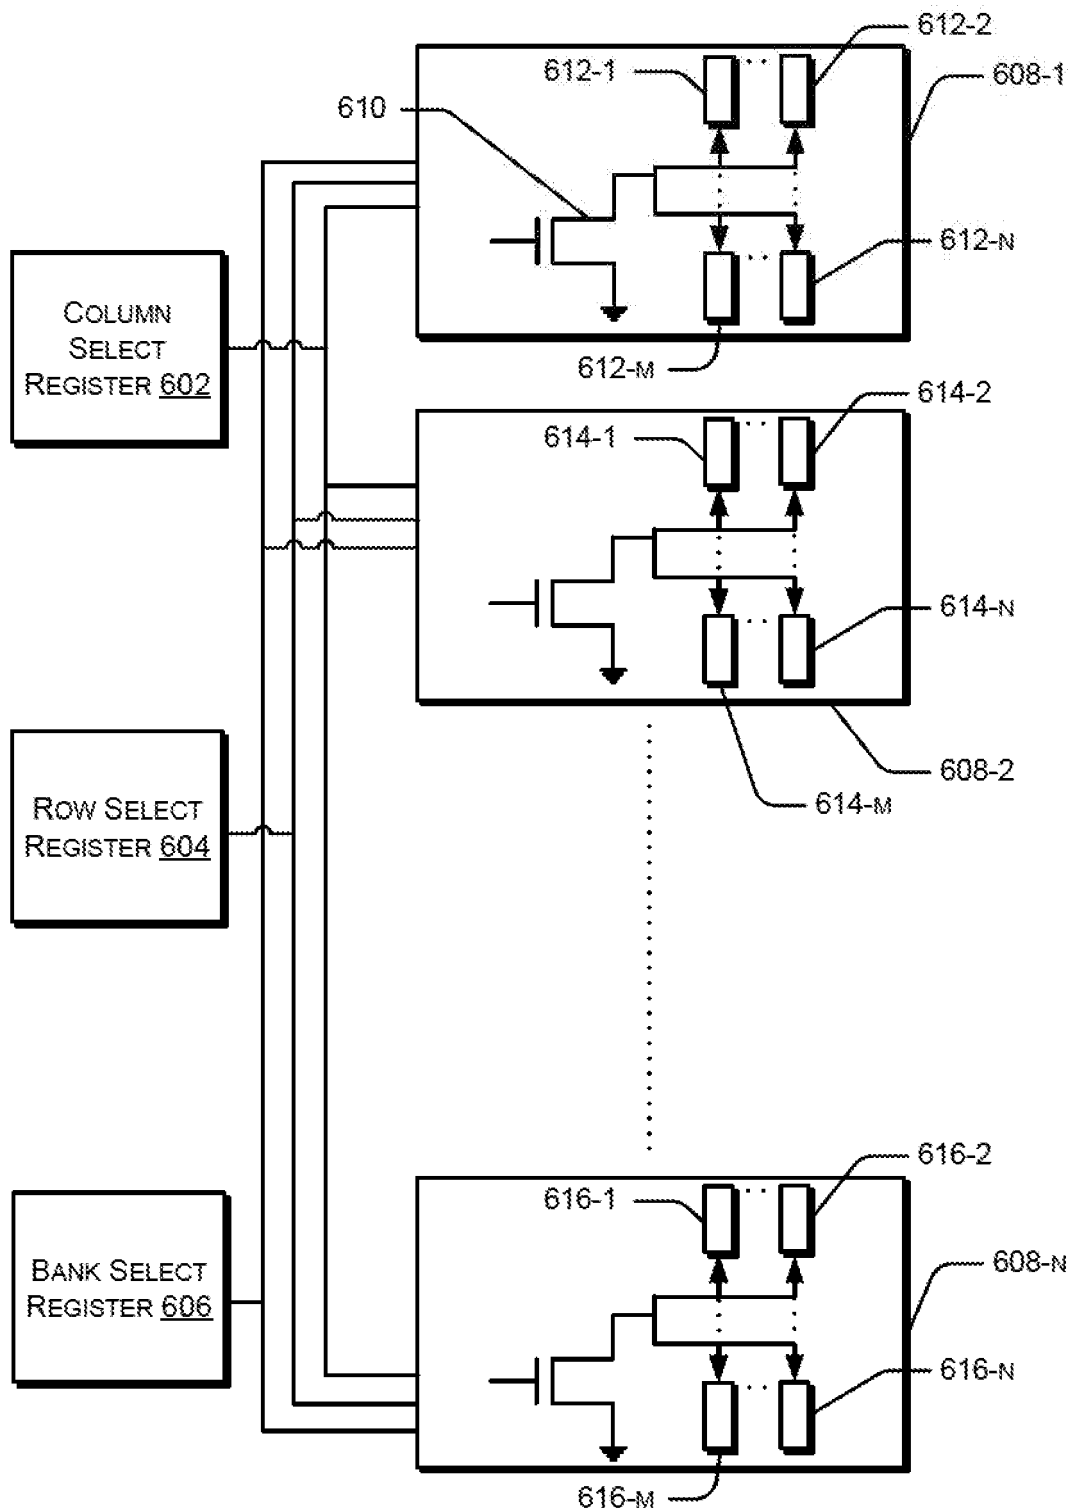 612-2
612-1
608-1
610
612-N
COLUMN
SELECT
REGISTER 602
612-M
614-2
614-1
614-N
608-2
614-M
ROW SELECT
REGISTER 604
616-2
616-1
608-N
BANK SELECT
REGISTER 606
616-N
616-M